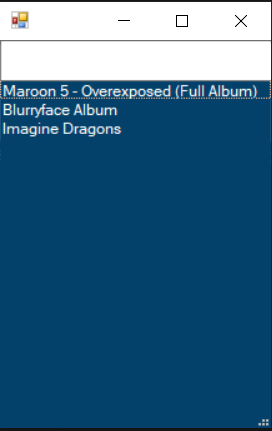 Maroon 5 - Overexposed (Full Album)
Blurryface Album
Imagine Dragons